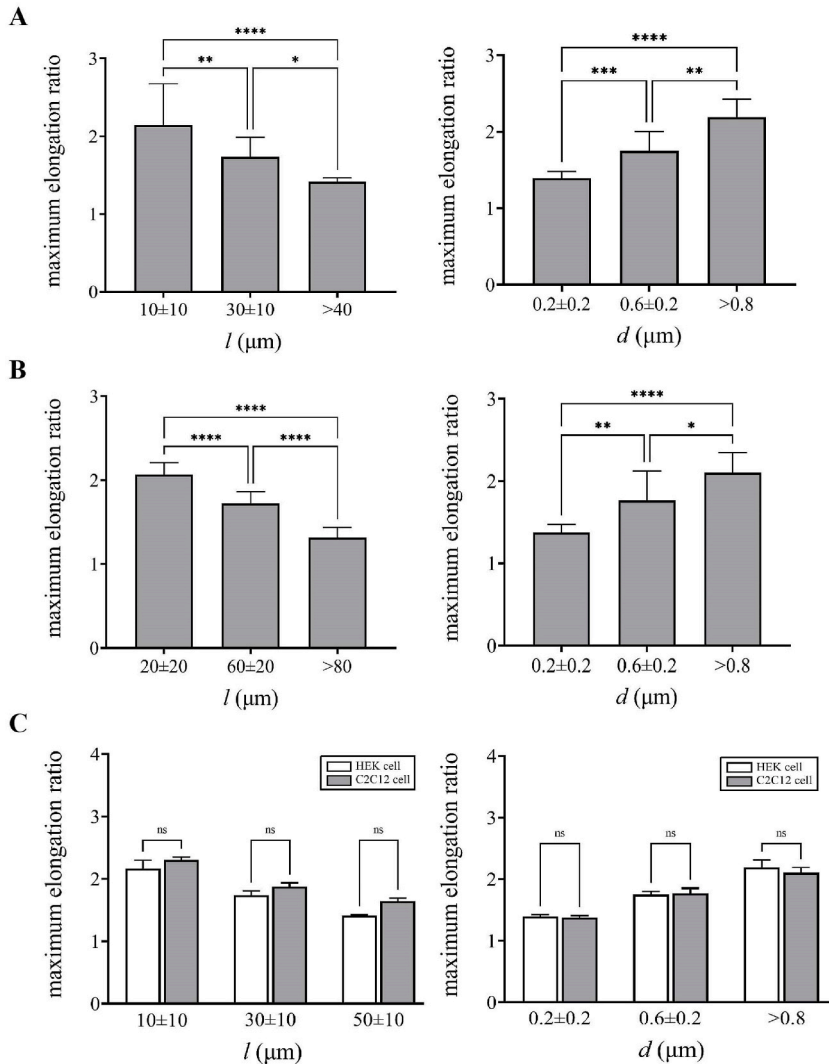 A
maximum elongation ratio
3
2
1
0
****
**
*
10±10
30±10
>40
l (μm)
maximum elongation ratio
3
2
1
0
****
***
**
0.2±0.2
0.6±0.2
>0.8
d (μm)
B
maximum elongation ratio
3
2
1
0
****
****
****
20±20
60±20
>80
l (μm)
maximum elongation ratio
3
2
1
0
****
**
*
0.2±0.2
0.6±0.2
>0.8
d (μm)
C
maximum elongation ratio
4
3
2
1
0
HEK cell
C2C12 cell
ns
ns
ns
10±10
30±10
50±10
l (μm)
maximum elongation ratio
4
3
2
1
0
HEK cell
C2C12 cell
ns
ns
ns
0.2±0.2
0.6±0.2
>0.8
d (μm)